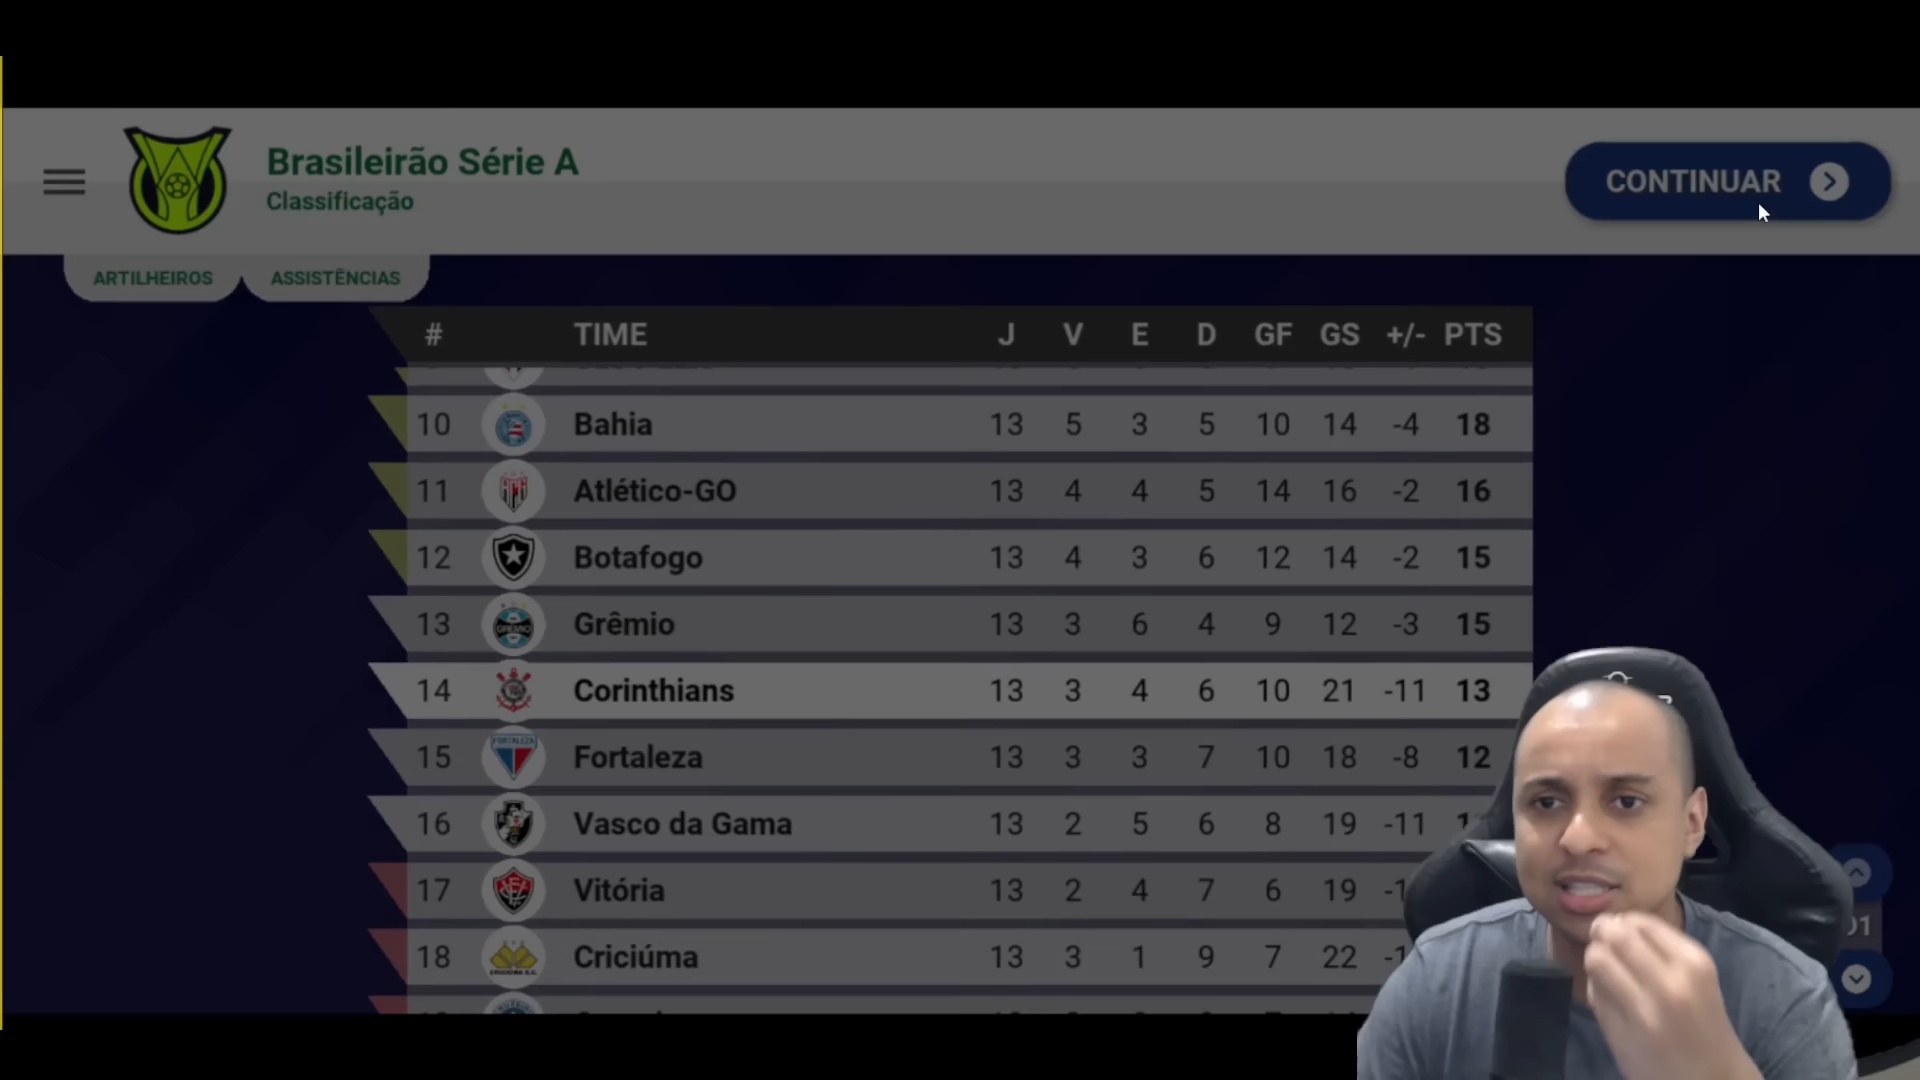 Brasileirão Série A
Classificação
CONTINUAR
ARTILHEIROS ASSISTÊNCIAS
# TIME J V E D GF GS +/- PTS
10 Bahia 13 5 3 5 10 14 -4 18
11 Atlético-GO 13 4 4 5 14 16 -2 16
12 Botafogo 13 4 3 6 12 14 -2 15
13 Grêmio 13 3 6 4 9 12 -3 15
14 Corinthians 13 3 4 6 10 21 -11 13
15 Fortaleza 13 3 3 7 10 18 -8 12
16 Vasco da Gama 13 2 5 6 8 19 -11
17 Vitória 13 2 4 7 6 19
18 Criciúma 13 3 1 9 7 22